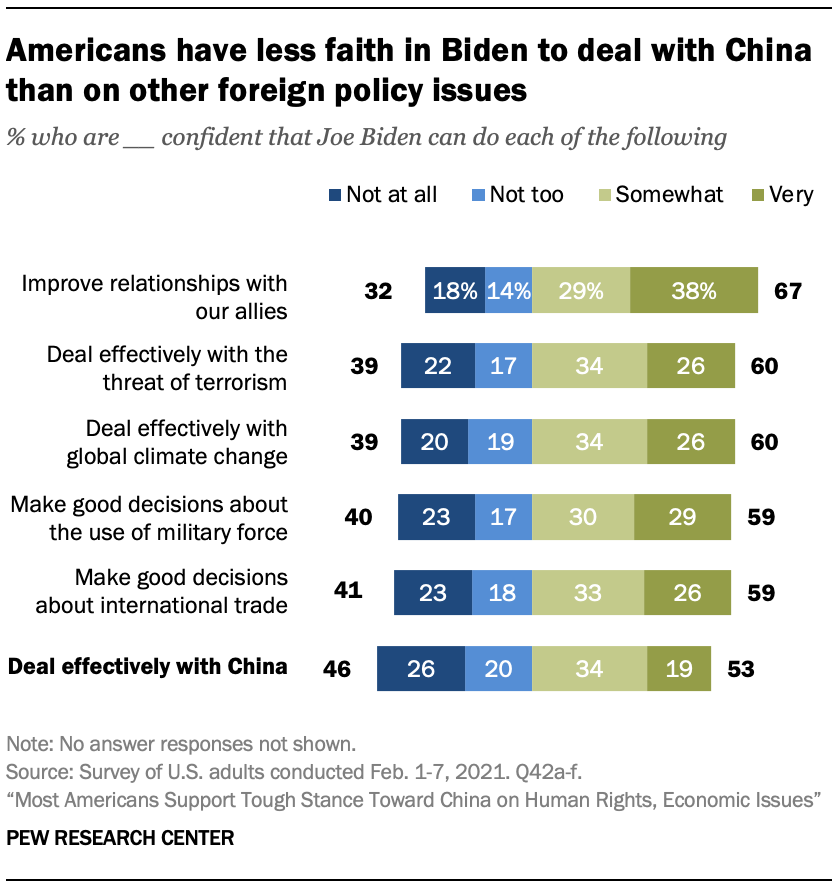 Americans have less faith in Biden to deal with China
than on other foreign policy issues
% who are __ confident that Joe Biden can do each of the following
Not at all Not too Somewhat Very
Improve relationships with
our allies
32 18% 14% 29% 38% 67
Deal effectively with the
threat of terrorism
39 22 17 34 26 60
Deal effectively with
global climate change
39 20 19 34 26 60
Make good decisions about
the use of military force
40 23 17 30 29 59
Make good decisions
about international trade
41 23 18 33 26 59
Deal effectively with China 46 26 20 34 19 53
Note: No answer responses not shown.
Source: Survey of U.S. adults conducted Feb. 1-7, 2021. Q42a-f.
“Most Americans Support Tough Stance Toward China on Human Rights, Economic Issues”
PEW RESEARCH CENTER